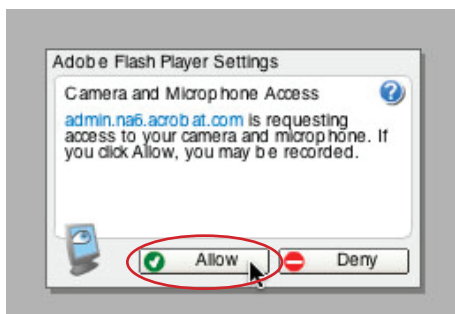 Adobe Flash Player Settings
Camera and Microphone Access
?
admin.na6.acrobat.com is requesting
access to your camera and microphone. If
you click Allow, you may be recorded.
Allow
Deny